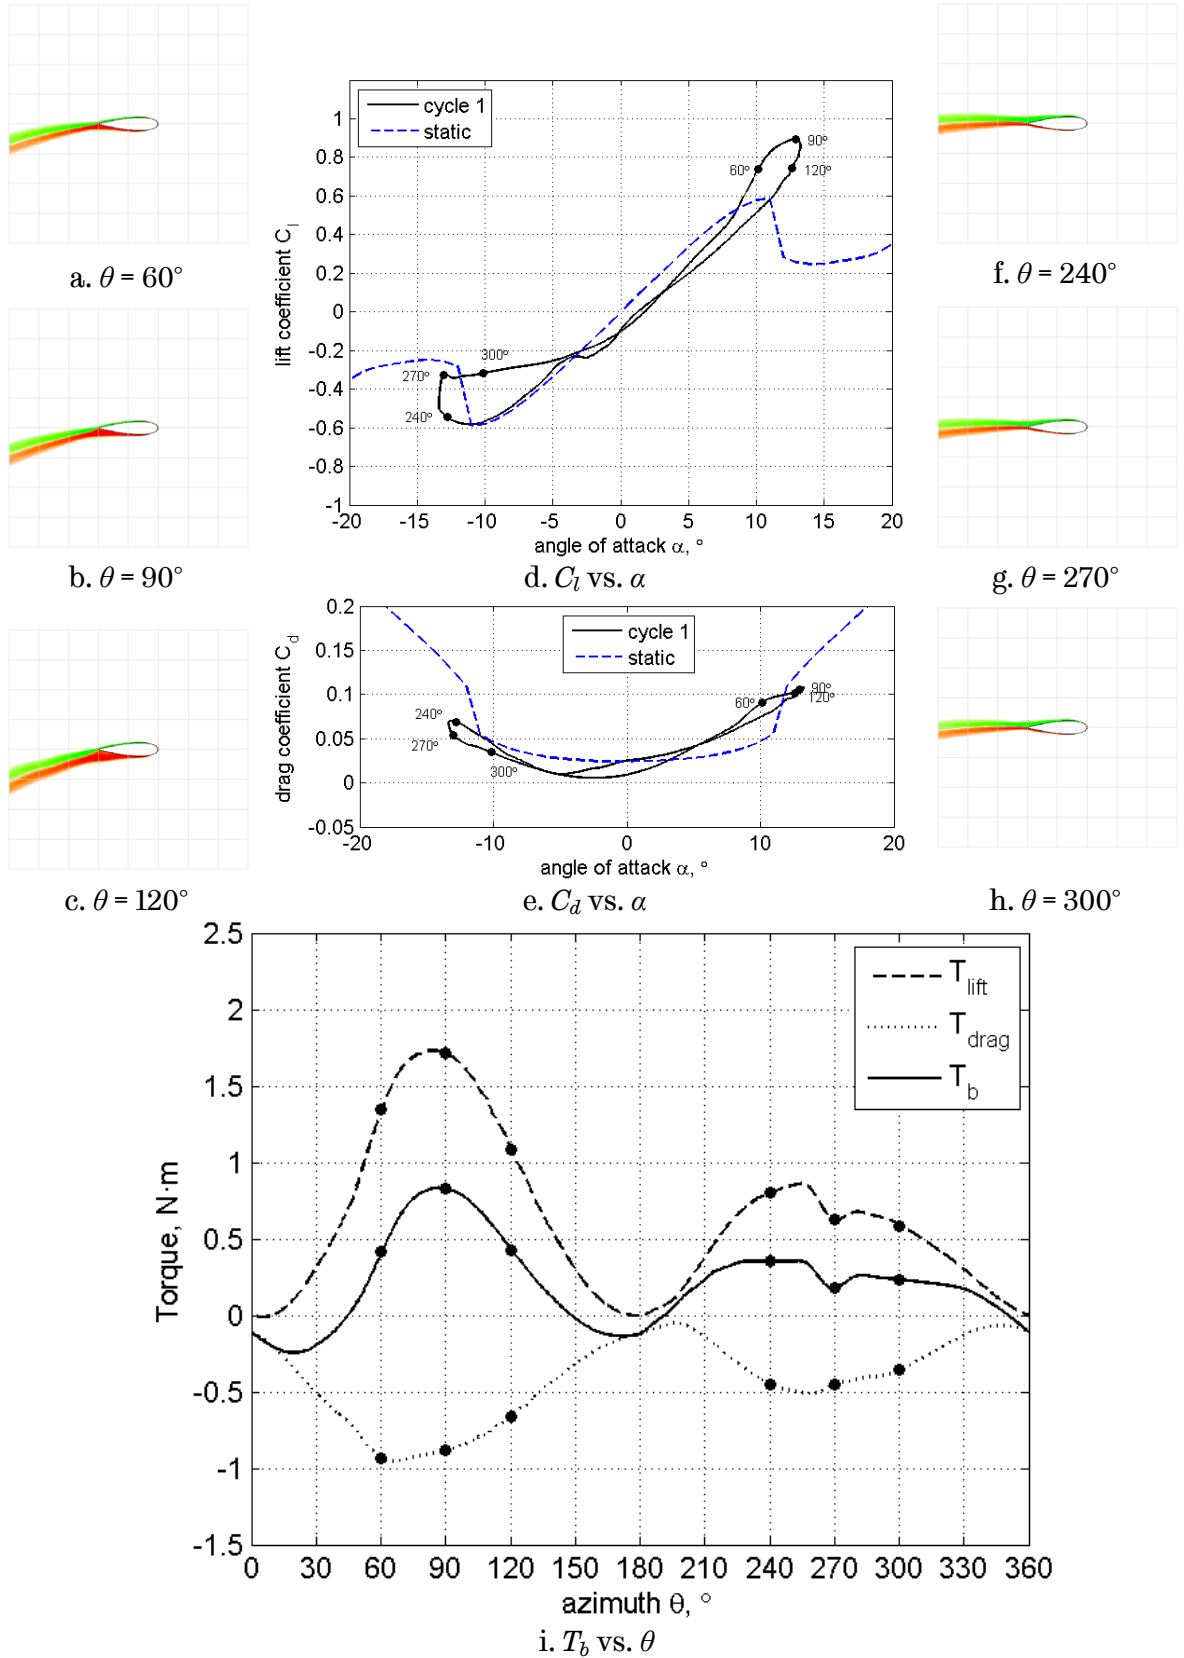 a. θ = 60°
b. θ = 90°
c. θ = 120°
1
0.8
0.6
0.4
0.2
0
-0.2
-0.4
-0.6
-0.8
-1
lift coefficient C_l
cycle 1
static
60°
90°
120°
300°
270°
240°
-20 -15 -10 -5 0 5 10 15 20
angle of attack α, °
d. C_l vs. α
f. θ = 240°
g. θ = 270°
h. θ = 300°
0.2
0.15
0.1
0.05
0
-0.05
drag coefficient C_d
cycle 1
static
240°
270°
300°
60°
90°
120°
-20 -10 0 10 20
angle of attack α, °
e. C_d vs. α
2.5
2
1.5
1
0.5
0
-0.5
-1
-1.5
Torque, N·m
T_lift
T_drag
T_b
0 30 60 90 120 150 180 210 240 270 300 330 360
azimuth θ, °
i. T_b vs. θ